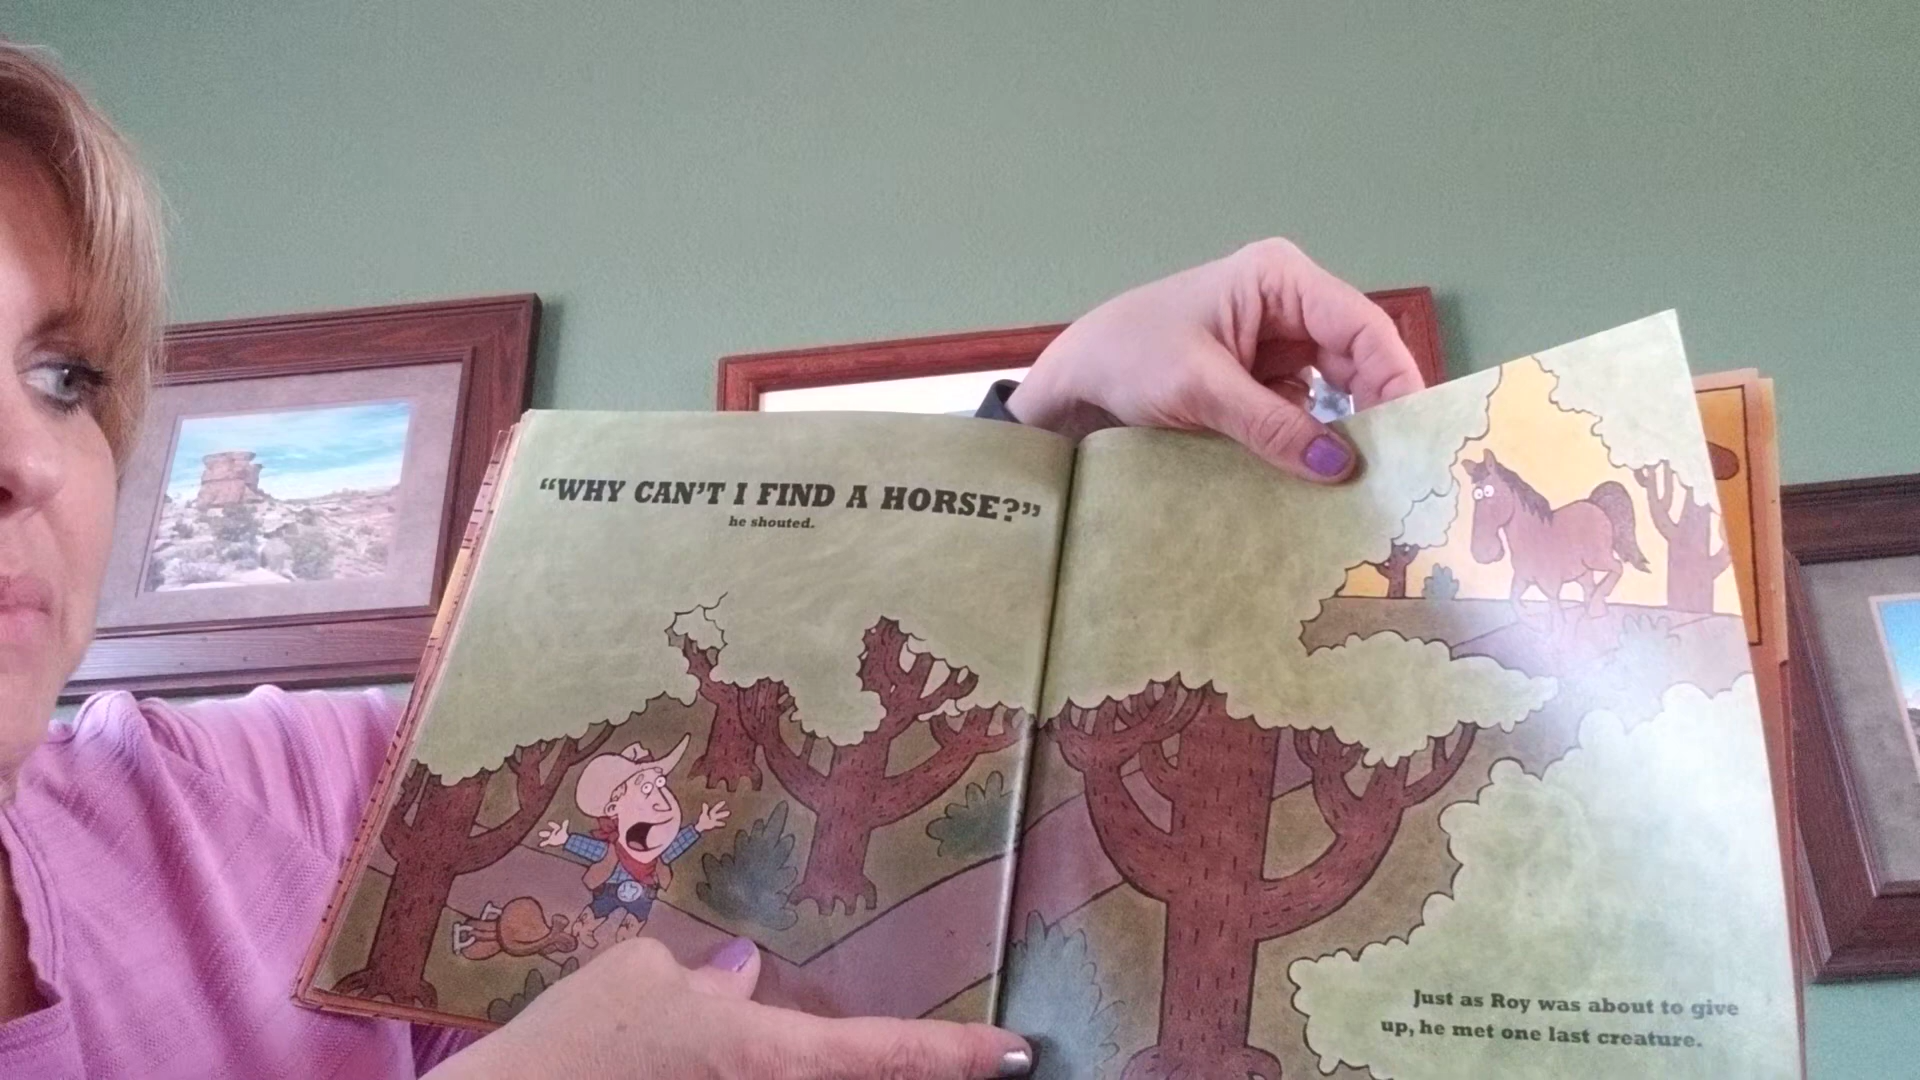 “WHY CAN’T I FIND A HORSE?”
he shouted.
Just as Roy was about to give
up, he met one last creature.